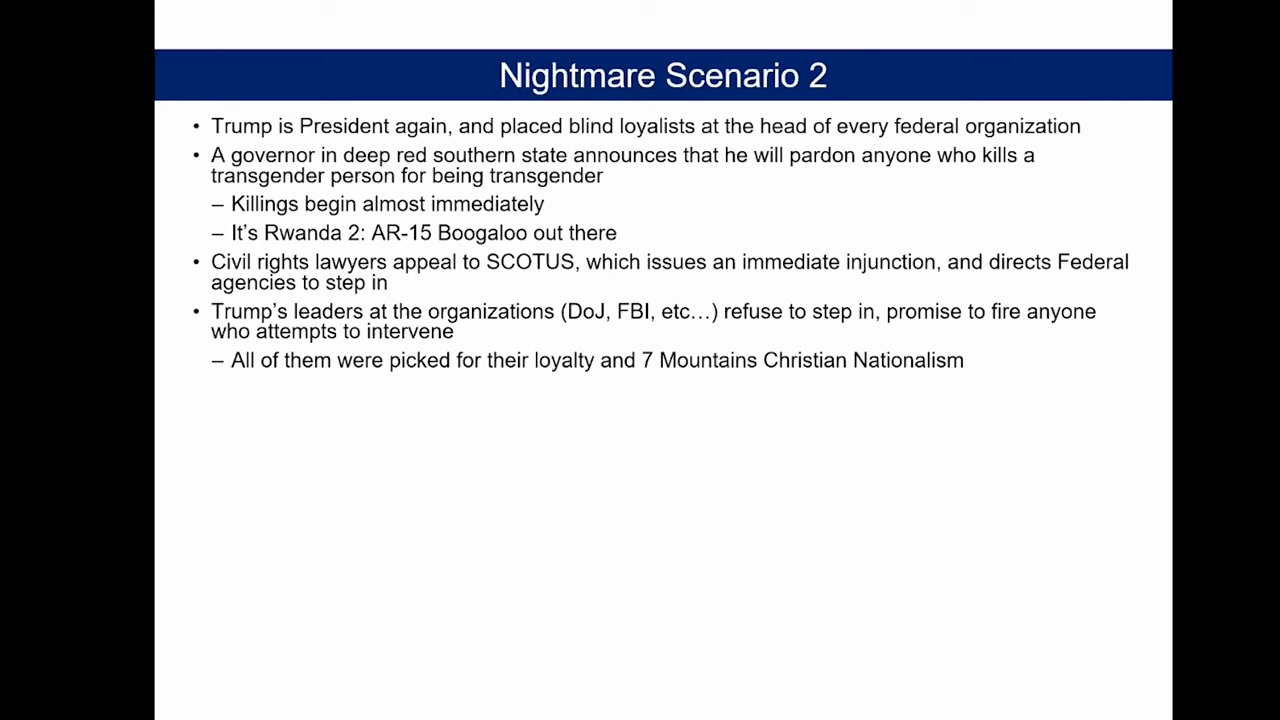 Nightmare Scenario 2
• Trump is President again, and placed blind loyalists at the head of every federal organization
• A governor in deep red southern state announces that he will pardon anyone who kills a
transgender person for being transgender
– Killings begin almost immediately
– It's Rwanda 2: AR-15 Boogaloo out there
• Civil rights lawyers appeal to SCOTUS, which issues an immediate injunction, and directs Federal
agencies to step in
• Trump's leaders at the organizations (DoJ, FBI, etc…) refuse to step in, promise to fire anyone
who attempts to intervene
– All of them were picked for their loyalty and 7 Mountains Christian Nationalism